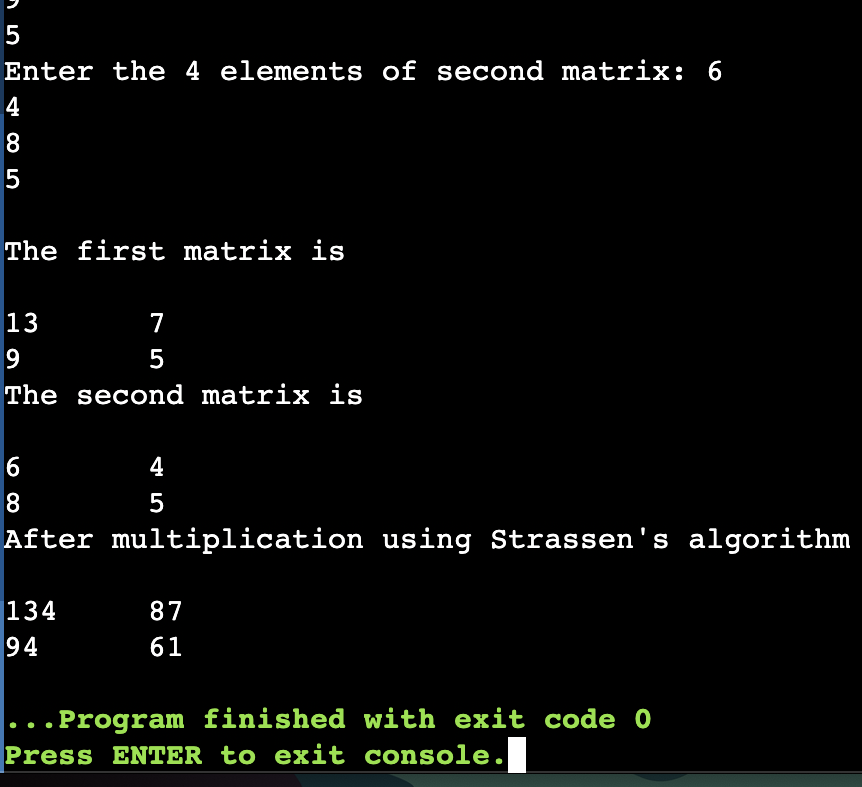 9
5
Enter the 4 elements of second matrix: 6
4
8
5
The first matrix is
13 7
9 5
The second matrix is
6 4
8 5
After multiplication using Strassen's algorithm
134 87
94 61
...Program finished with exit code 0
Press ENTER to exit console.